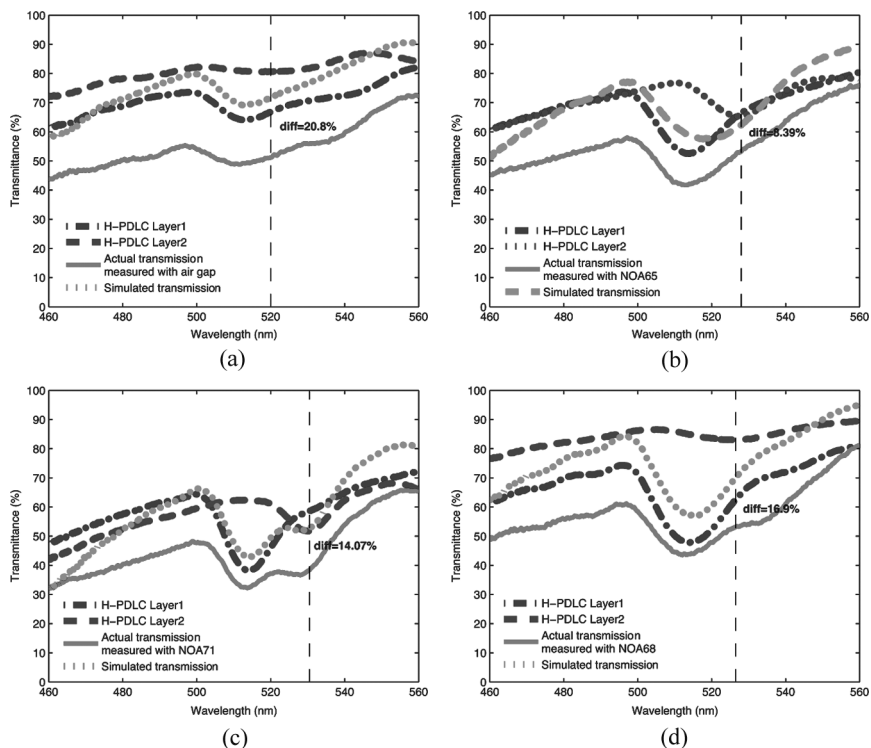 100
90
80
70
60
50
40
30
20
10
0
Transmittance (%)
diff=20.8%
H-PDLC Layer1
H-PDLC Layer2
Actual transmission
measured with air gap
Simulated transmission
460 480 500 520 540 560
Wavelength (nm)
(a)
100
90
80
70
60
50
40
30
20
10
0
Transmittance (%)
diff=8.39%
H-PDLC Layer1
H-PDLC Layer2
Actual transmission
measured with NOA65
Simulated transmission
460 480 500 520 540 560
Wavelength (nm)
(b)
100
90
80
70
60
50
40
30
20
10
0
Transmittance (%)
diff=14.07%
H-PDLC Layer1
H-PDLC Layer2
Actual transmission
measured with NOA71
Simulated transmission
460 480 500 520 540 560
Wavelength (nm)
(c)
100
90
80
70
60
50
40
30
20
10
0
Transmittance (%)
diff=16.9%
H-PDLC Layer1
H-PDLC Layer2
Actual transmission
measured with NOA68
Simulated transmission
460 480 500 520 540 560
Wavelength (nm)
(d)